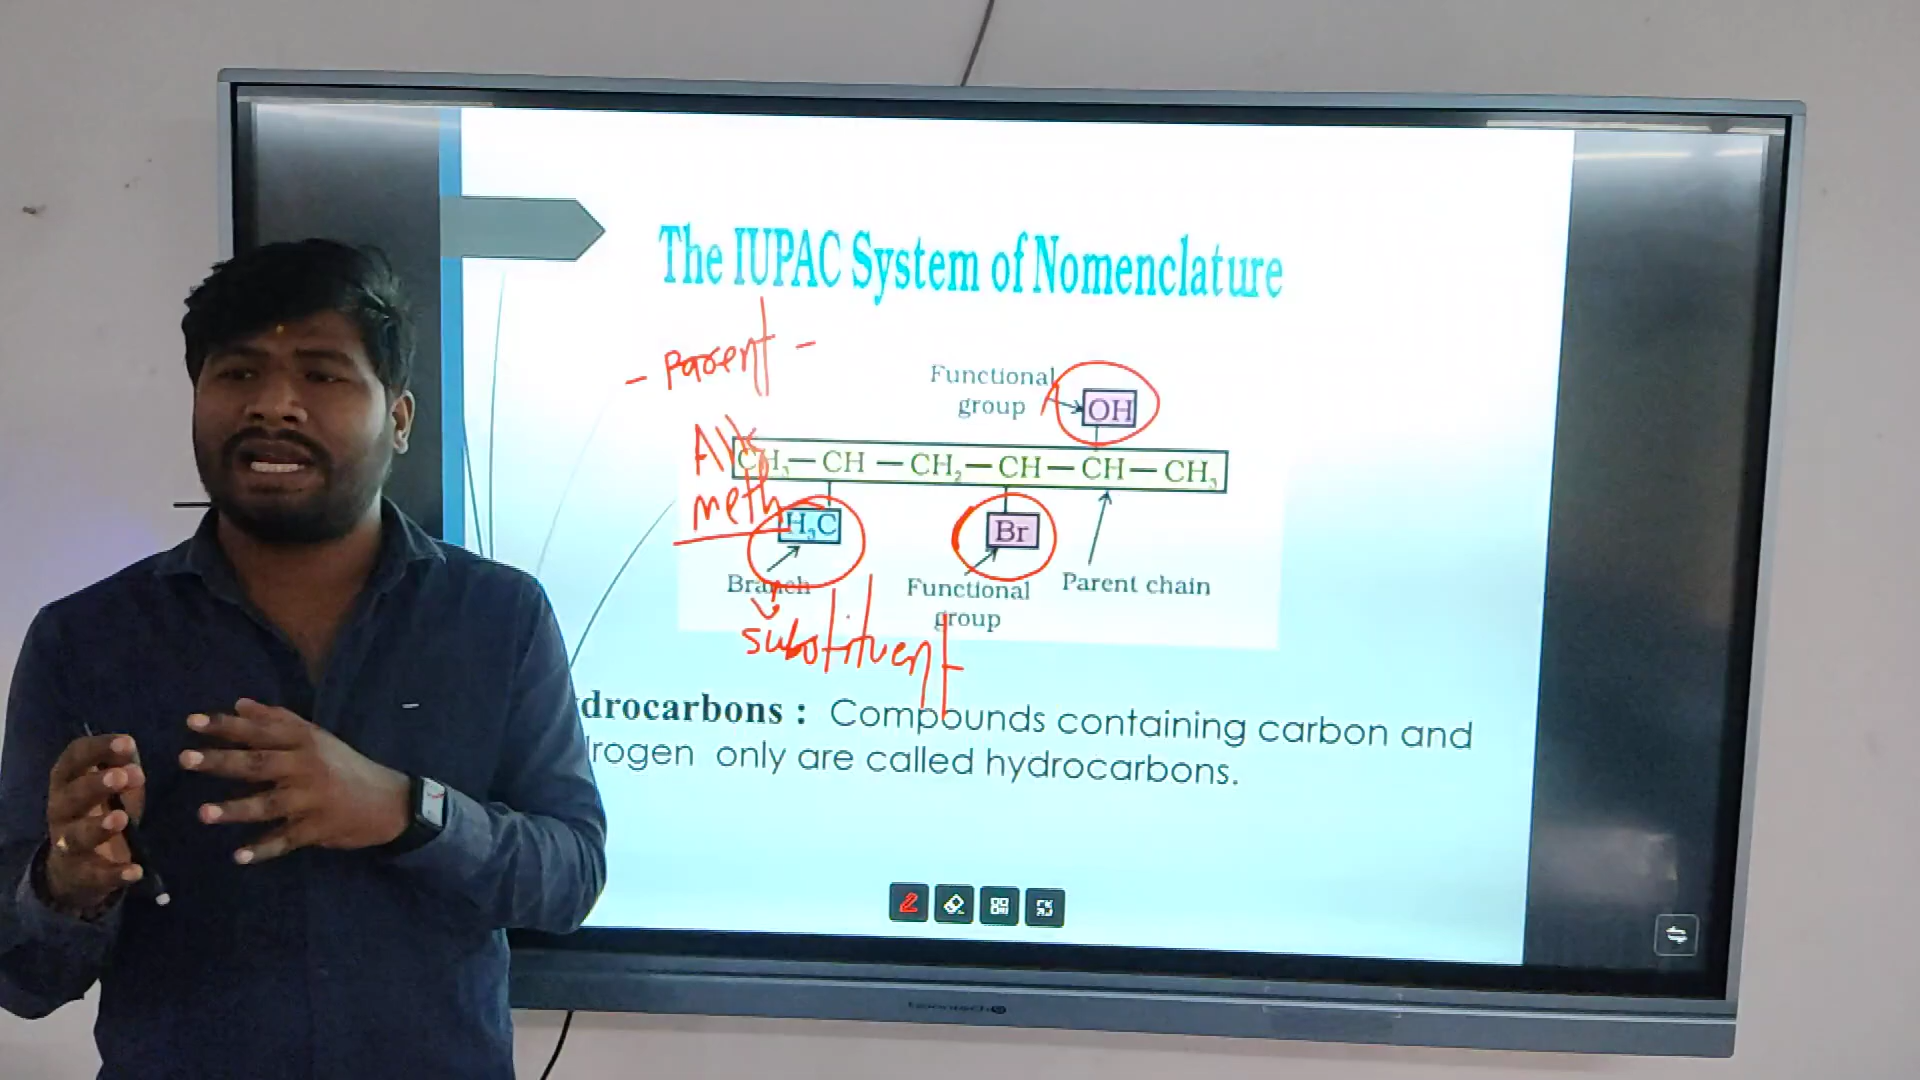 The IUPAC System of Nomenclature
- Parent -
Functional
group
OH
Alk
CH₃—CH—CH₂—CH—CH—CH₃
meth
H₃C
Br
Branch
Functional
group
Parent chain
substituent
drocarbons : Compounds containing carbon and
rogen only are called hydrocarbons.